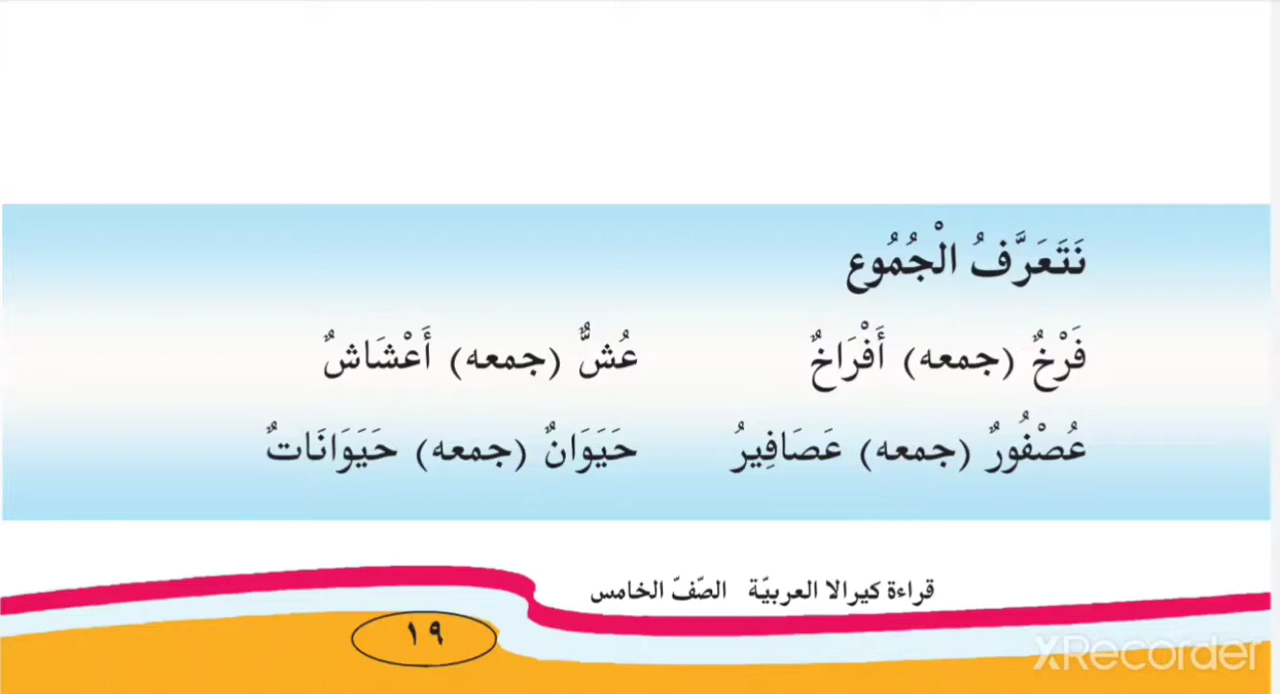 نَتَعَرَّفُ الْجُمُوع
فَرْخٌ (جمعه) أَفْرَاخٌ عُشٌّ (جمعه) أَعْشَاشٌ
عُصْفُورٌ (جمعه) عَصَافِيرُ حَيَوَانٌ (جمعه) حَيَوَانَاتٌ
قراءة كيرالا العربيّة الصّفّ الخامس
١٩
XRecorder